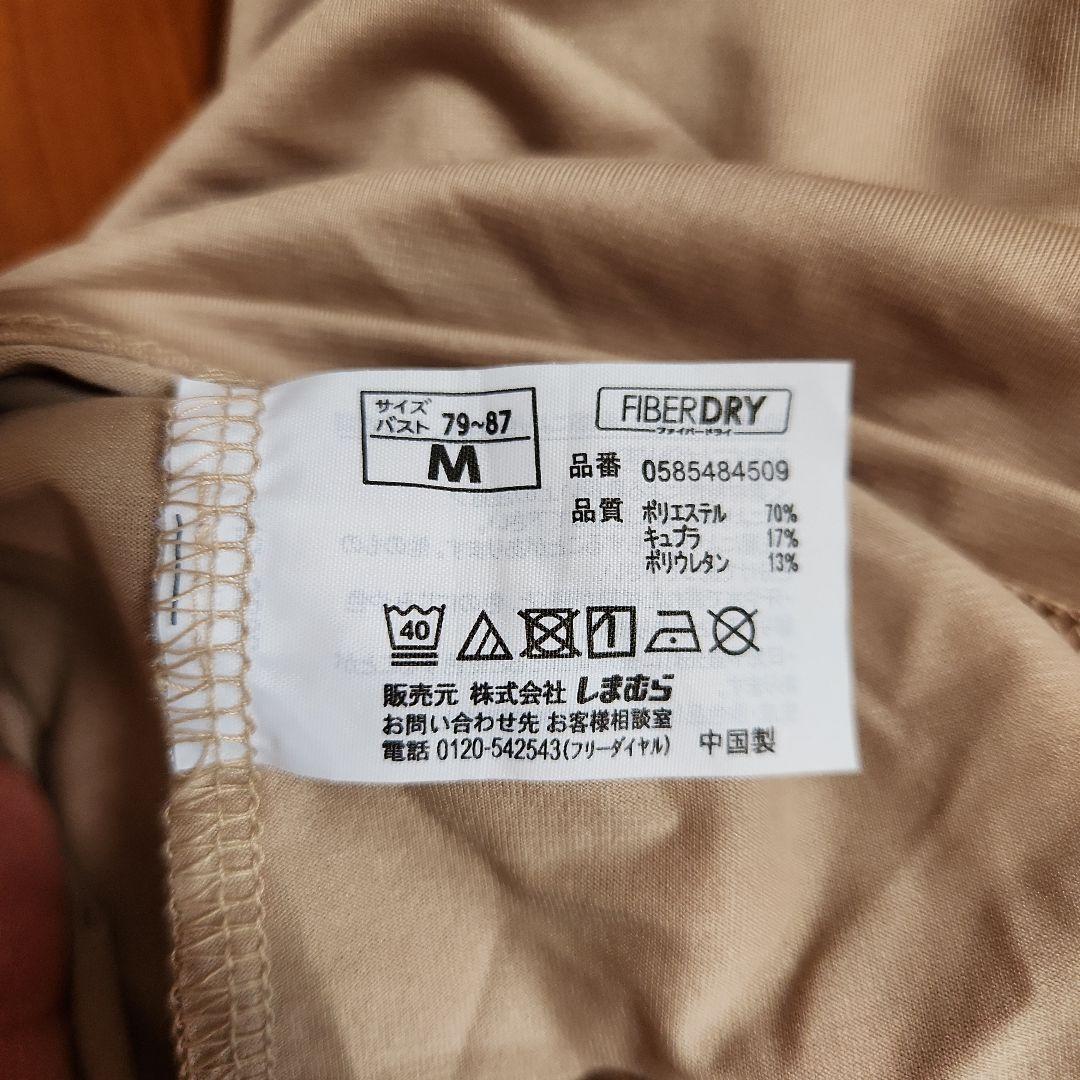 サイズ
バスト 79~87
M
FIBERDRY
ファイバードライ
品番 0585484509
品質 ポリエステル 70%
キュプラ 17%
ポリウレタン 13%
40
販売元 株式会社 しまむら
お問い合わせ先 お客様相談室
電話 0120-542543(フリーダイヤル) 中国製